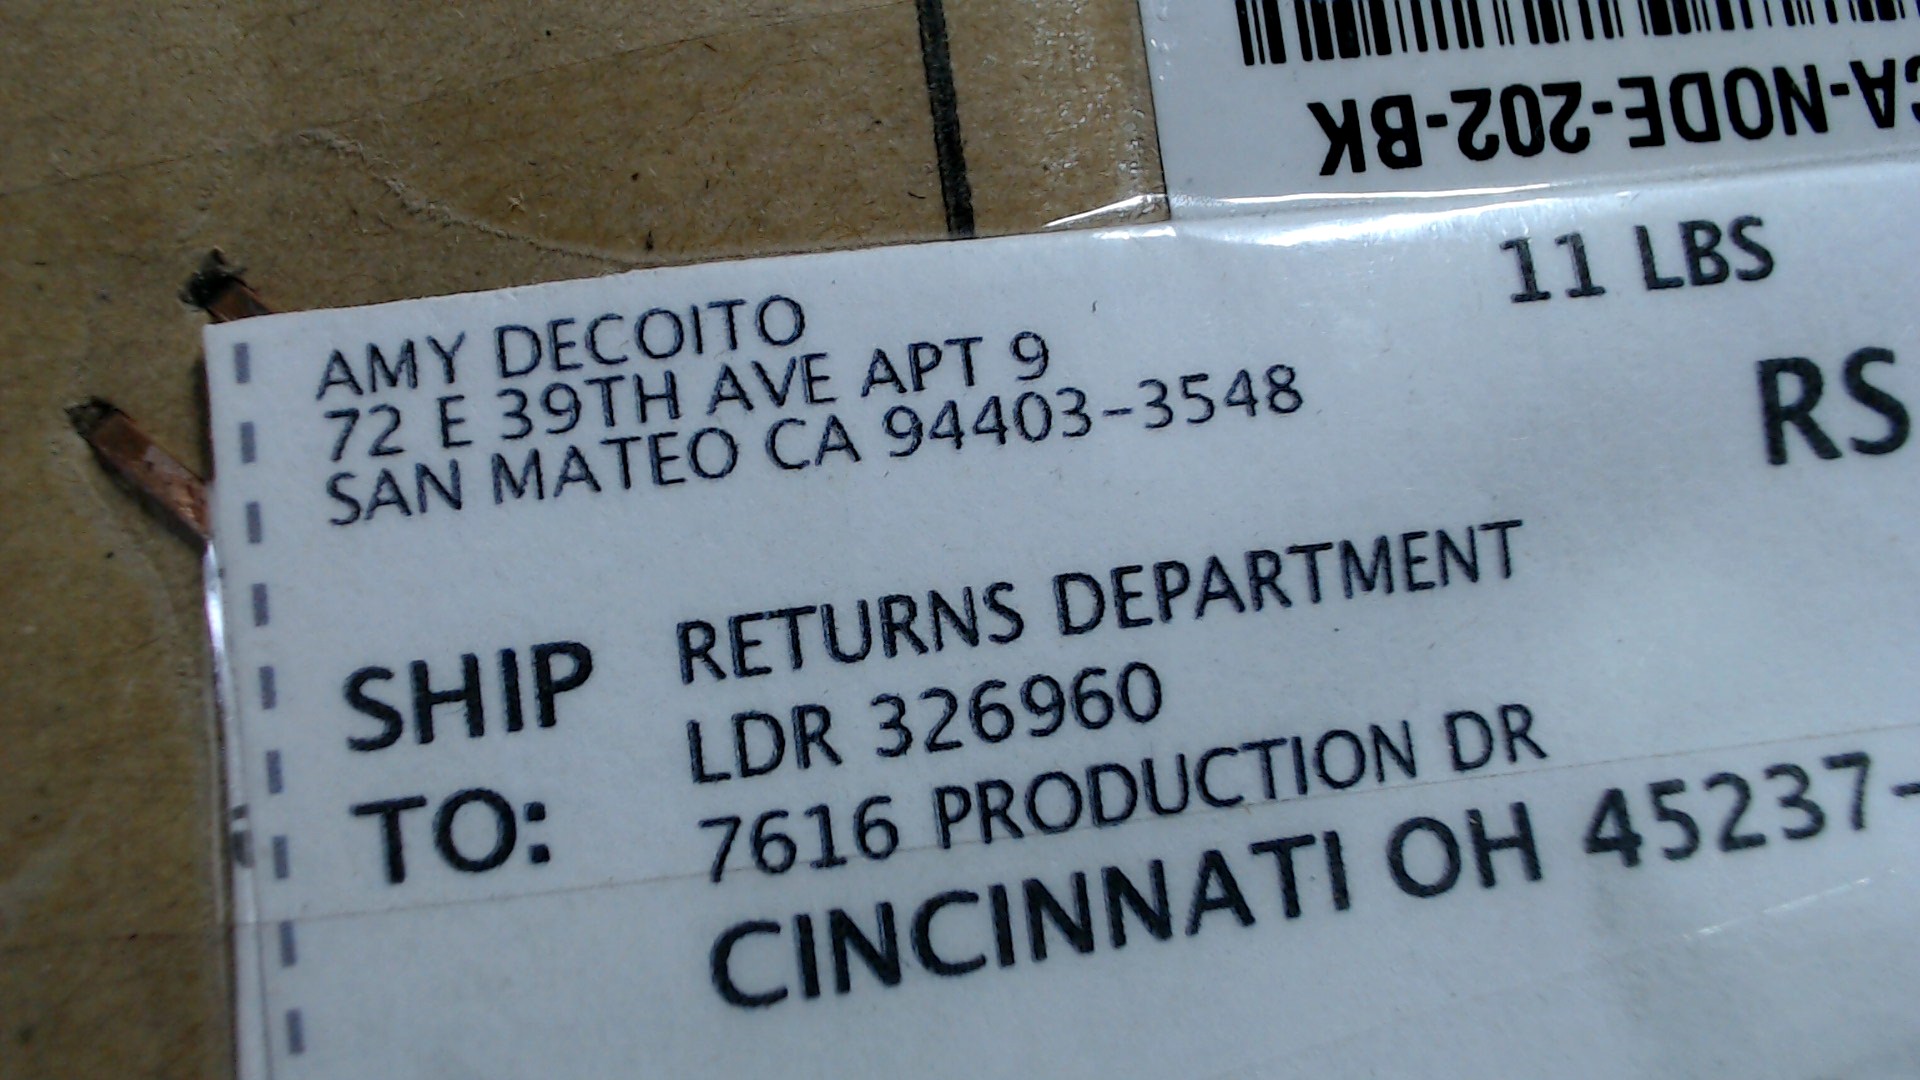 CA-NODE-202-BK
11 LBS
AMY DECOITO
72 E 39TH AVE APT 9
SAN MATEO CA 94403-3548
RS
SHIP TO:
RETURNS DEPARTMENT
LDR 326960
7616 PRODUCTION DR
CINCINNATI OH 45237-